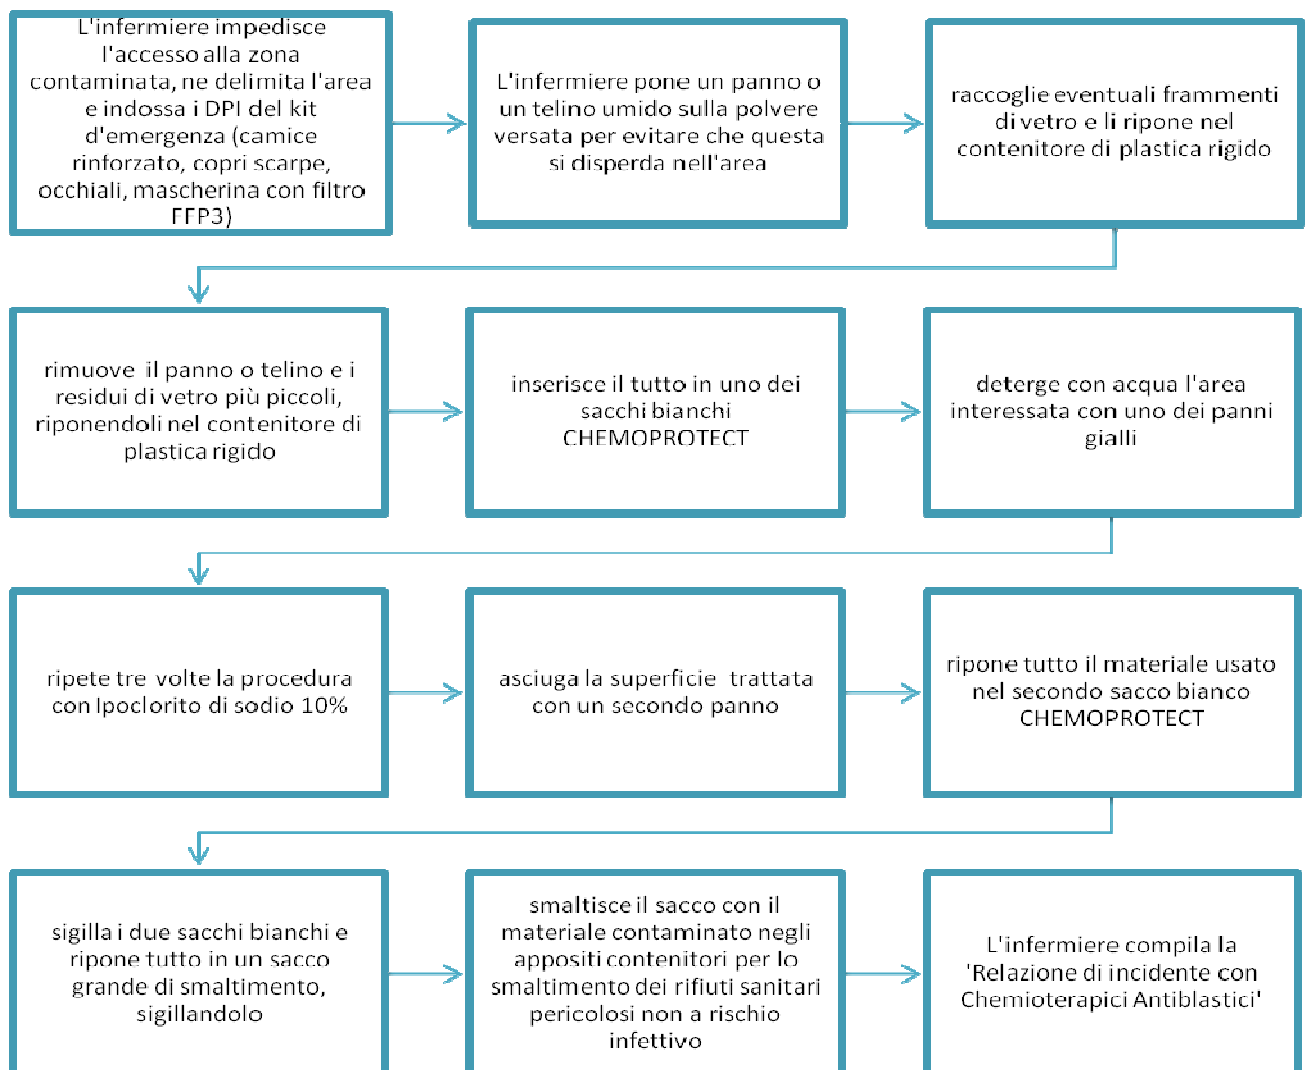 L'infermiere impedisce
l'accesso alla zona
contaminata, ne delimita l'area
e indossa i DPI del kit
d'emergenza (camice
rinforzato, copri scarpe,
occhiali, mascherina con filtro
FFP3)
L'infermiere pone un panno o
un telino umido sulla polvere
versata per evitare che questa
si disperda nell'area
raccoglie eventuali frammenti
di vetro e li ripone nel
contenitore di plastica rigido
rimuove il panno o telino e i
residui di vetro più piccoli,
riponendoli nel contenitore di
plastica rigido
inserisce il tutto in uno dei
sacchi bianchi
CHEMOPROTECT
deterge con acqua l'area
interessata con uno dei panni
gialli
ripete tre volte la procedura
con Ipoclorito di sodio 10%
asciuga la superficie trattata
con un secondo panno
ripone tutto il materiale usato
nel secondo sacco bianco
CHEMOPROTECT
sigilla i due sacchi bianchi e
ripone tutto in un sacco
grande di smaltimento,
sigillandolo
smaltisce il sacco con il
materiale contaminato negli
appositi contenitori per lo
smaltimento dei rifiuti sanitari
pericolosi non a rischio
infettivo
L'infermiere compila la
'Relazione di incidente con
Chemioterapici Antiblastici'